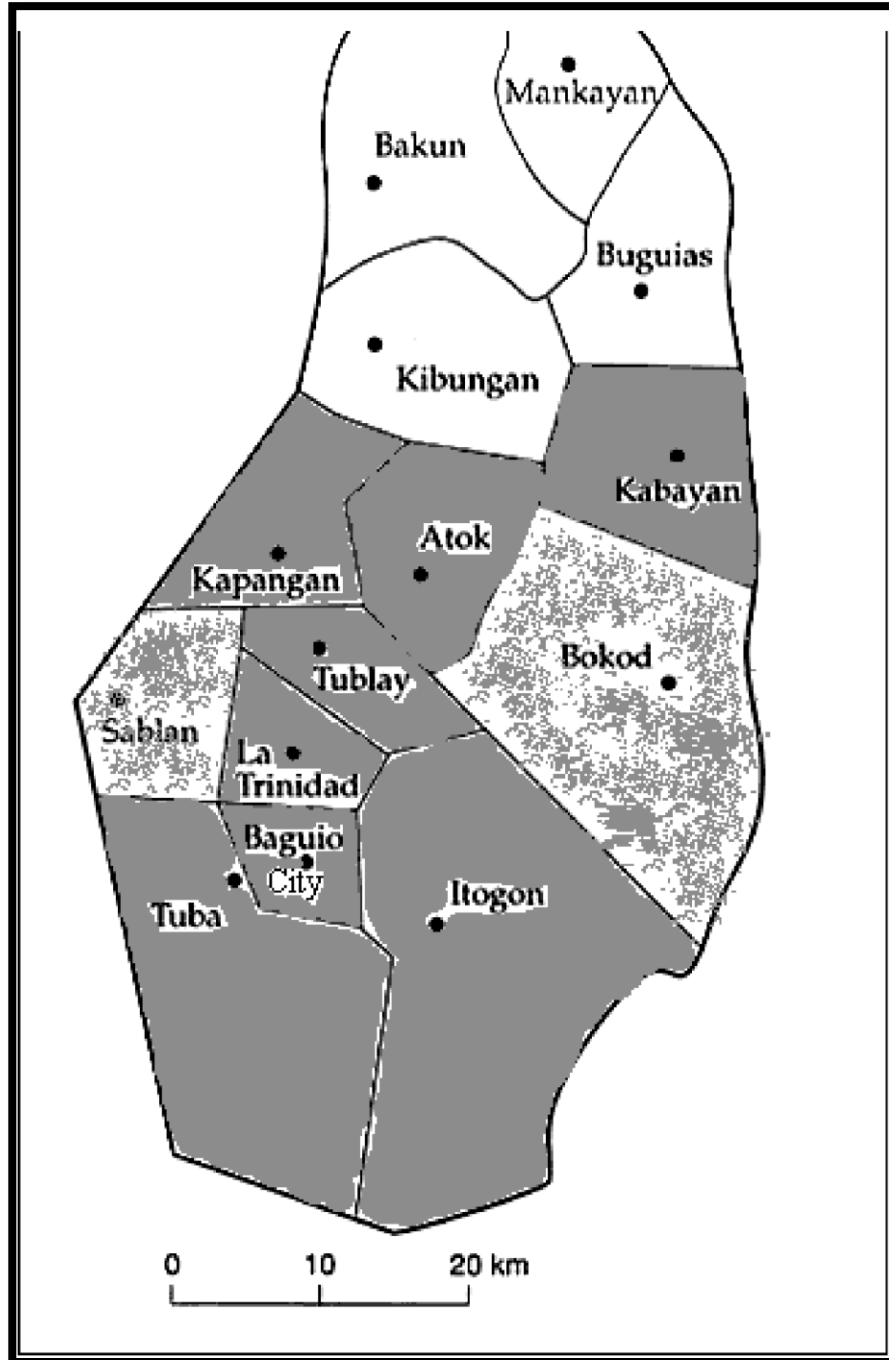 Mankayan
Bakun
Buguias
Kibungan
Kabayan
Atok
Kapangan
Bokod
Tublay
Sablan
La
Trinidad
Baguio
City
Itogon
Tuba
0 10 20 km